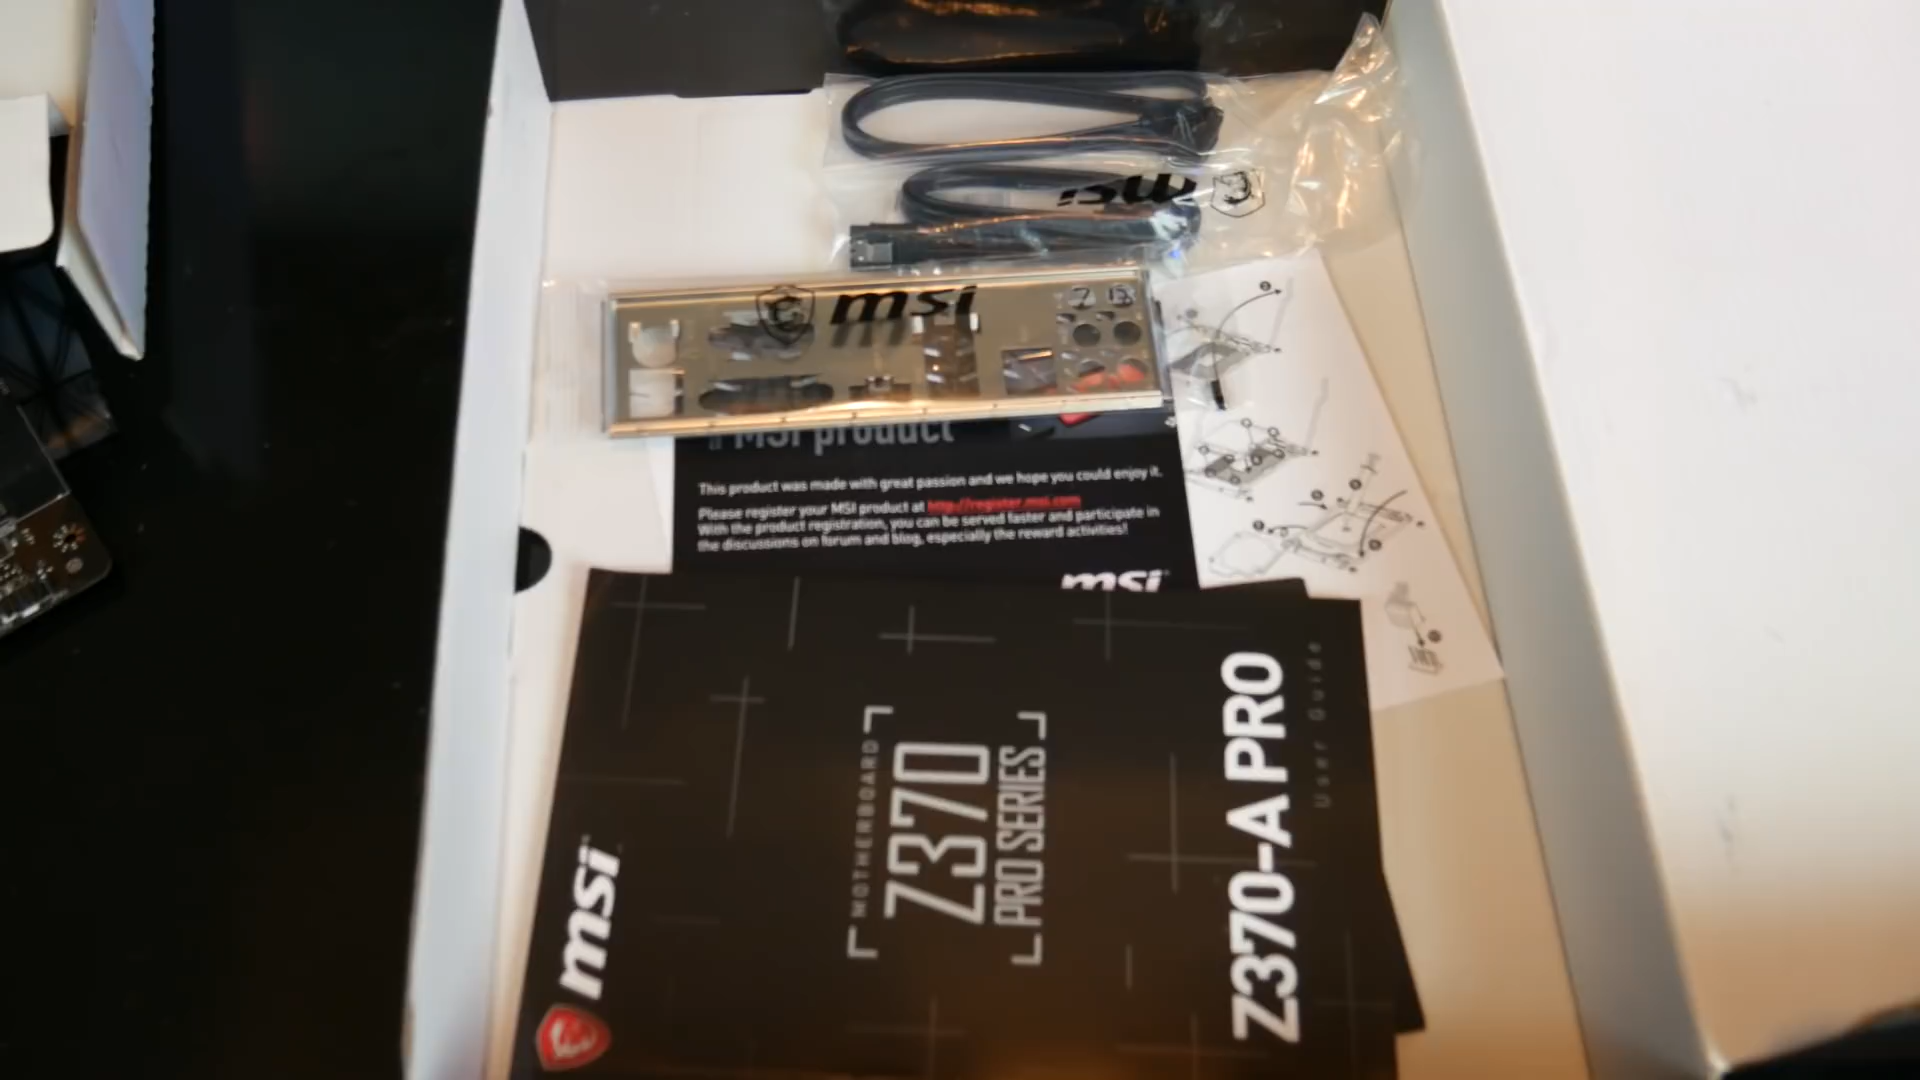 msi
msi
MSI product
This product was made with great passion and we hope you could enjoy it.
Please register your MSI product at http://register.msi.com
With the product registration, you can be served faster and participate in
the discussions on forum and blog, especially the reward activities!
msi
msi
MOTHERBOARD
Z370
PRO SERIES
Z370-A PRO
User Guide